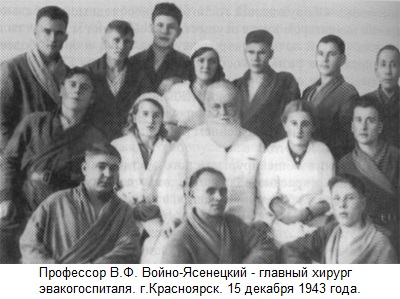 Профессор В.Ф. Войно-Ясенецкий - главный хирург
эвакогоспиталя. г.Красноярск. 15 декабря 1943 года.